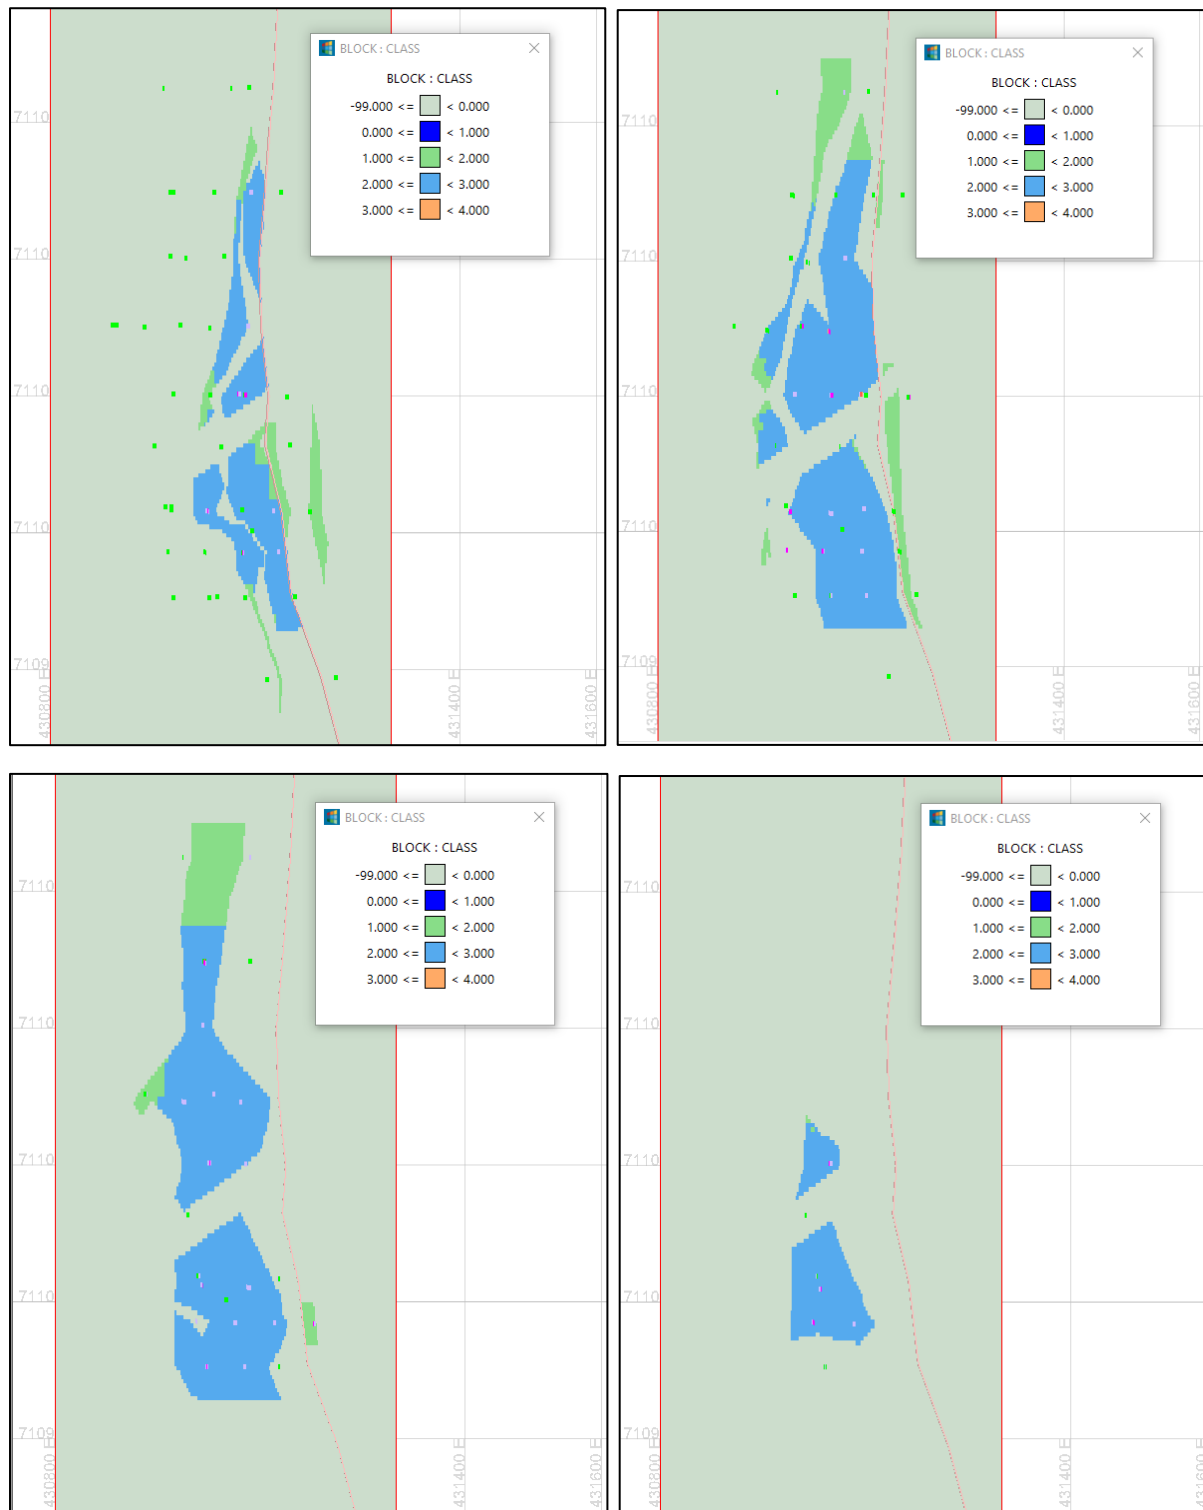 BLOCK : CLASS
BLOCK : CLASS
-99.000 <= < 0.000
0.000 <= < 1.000
1.000 <= < 2.000
2.000 <= < 3.000
3.000 <= < 4.000
7110
7110
7110
7110
7109
430800 E
431400 E
431600 E
BLOCK : CLASS
BLOCK : CLASS
-99.000 <= < 0.000
0.000 <= < 1.000
1.000 <= < 2.000
2.000 <= < 3.000
3.000 <= < 4.000
7110
7110
7110
7110
7109
430800 E
431400 E
431600 E
BLOCK : CLASS
BLOCK : CLASS
-99.000 <= < 0.000
0.000 <= < 1.000
1.000 <= < 2.000
2.000 <= < 3.000
3.000 <= < 4.000
7110
7110
7110
7110
7109
430800 E
431400 E
431600 E
BLOCK : CLASS
BLOCK : CLASS
-99.000 <= < 0.000
0.000 <= < 1.000
1.000 <= < 2.000
2.000 <= < 3.000
3.000 <= < 4.000
7110
7110
7110
7110
7109
430800 E
431400 E
431600 E